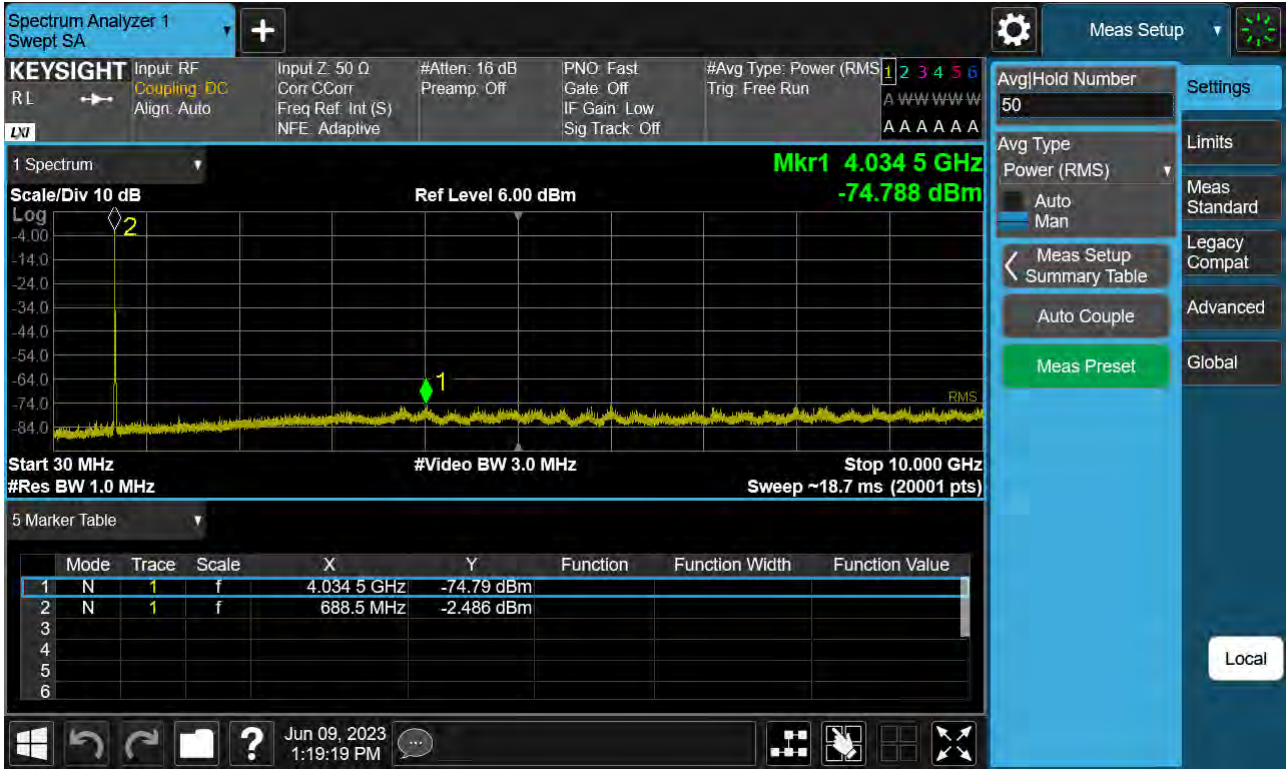 Spectrum Analyzer 1
Swept SA
Meas Setup
KEYSIGHT
RL
LXI
Input: RF
Coupling: DC
Align: Auto
Input Z: 50 Ω
Corr CCorr
Freq Ref: Int (S)
NFE: Adaptive
#Atten: 16 dB
Preamp: Off
PNO: Fast
Gate: Off
IF Gain: Low
Sig Track: Off
#Avg Type: Power (RMS
Trig: Free Run
1 2 3 4 5 6
A W W W W W
A A A A A A
1 Spectrum
Mkr1 4.034 5 GHz
-74.788 dBm
Scale/Div 10 dB
Ref Level 6.00 dBm
Log
-4.00
-14.0
-24.0
-34.0
-44.0
-54.0
-64.0
-74.0
-84.0
2
1
RMS
Start 30 MHz
#Video BW 3.0 MHz
Stop 10.000 GHz
#Res BW 1.0 MHz
Sweep ~18.7 ms (20001 pts)
5 Marker Table
Mode Trace Scale X Y Function Function Width Function Value
1 N 1 f 4.034 5 GHz -74.79 dBm
2 N 1 f 688.5 MHz -2.486 dBm
3
4
5
6
Avg|Hold Number
50
Avg Type
Power (RMS)
Auto
Man
Meas Setup
Summary Table
Auto Couple
Meas Preset
Settings
Limits
Meas
Standard
Legacy
Compat
Advanced
Global
Local
?
Jun 09, 2023
1:19:19 PM